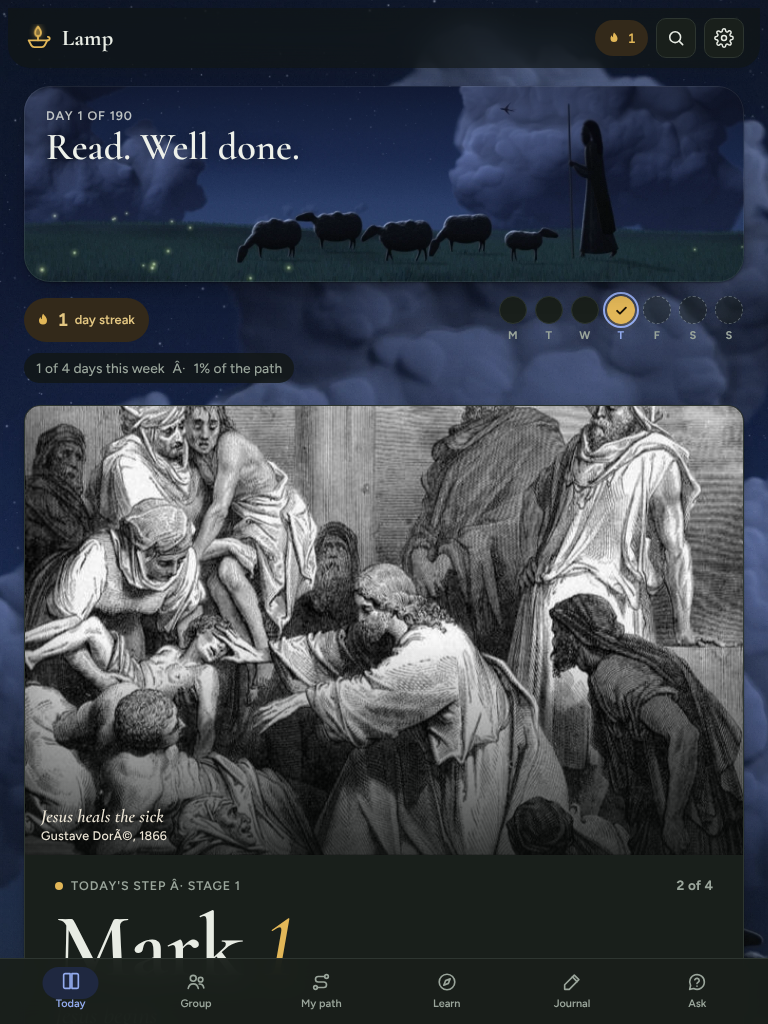 Lamp
1
DAY 1 OF 190
Read. Well done.
1 day streak
M T W T F S S
1 of 4 days this week Â· 1% of the path
Jesus heals the sick
Gustave DorÃ©, 1866
TODAY'S STEP Â· STAGE 1
2 of 4
Mark 1
Today
Group
My path
Learn
Journal
Ask